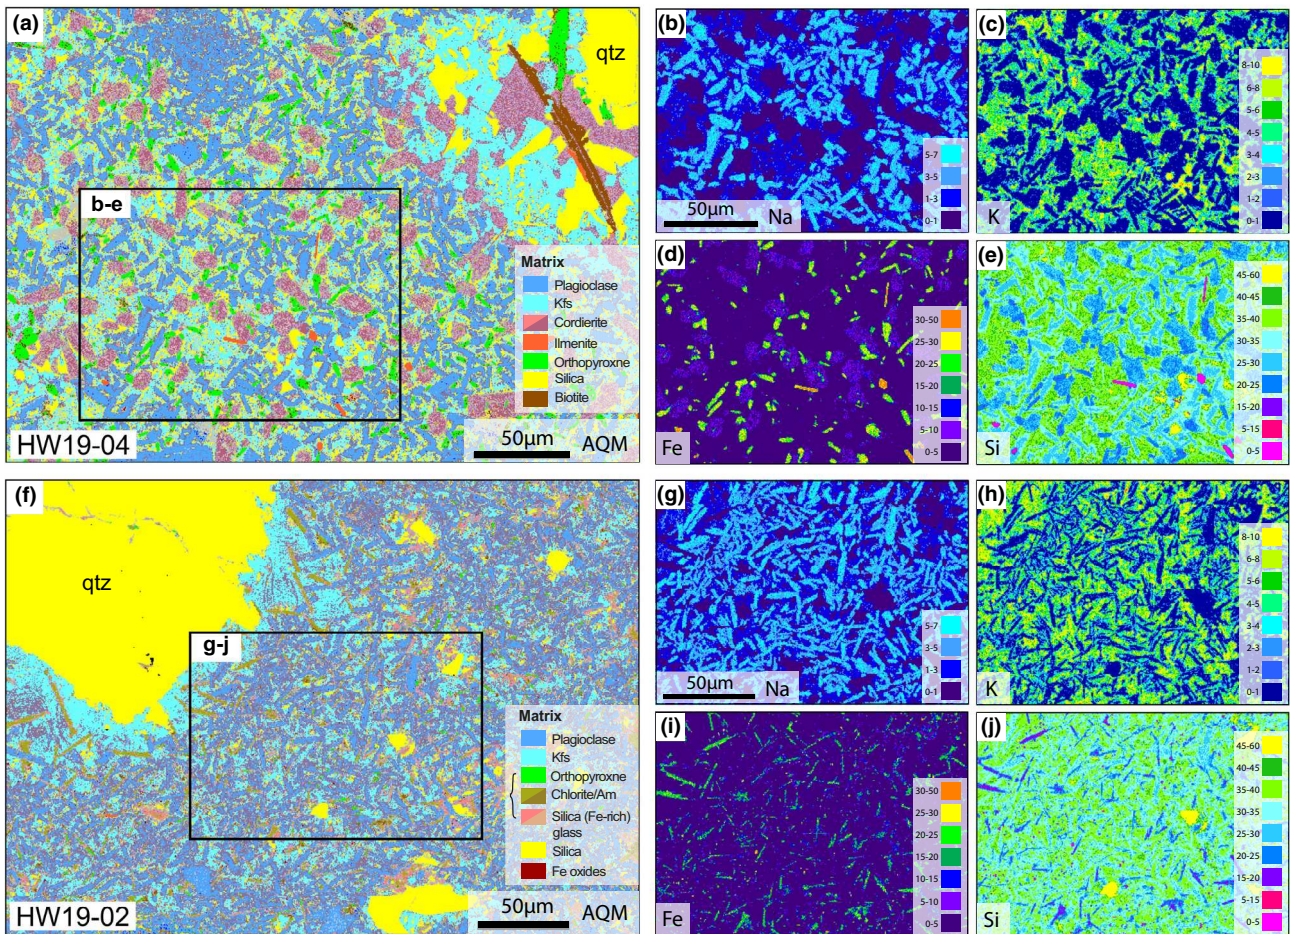 (a)
qtz
b-e
Matrix
Plagioclase
Kfs
Cordierite
Ilmenite
Orthopyroxne
Silica
Biotite
HW19-04
50µm
AQM
(b)
5-7
3-5
1-3
0-1
50µm
Na
(c)
8-10
6-8
5-6
4-5
3-4
2-3
1-2
0-1
K
(d)
30-50
25-30
20-25
15-20
10-15
5-10
0-5
Fe
(e)
45-60
40-45
35-40
30-35
25-30
20-25
15-20
5-15
0-5
Si
(f)
qtz
g-j
Matrix
Plagioclase
Kfs
Orthopyroxne
Chlorite/Am
Silica (Fe-rich)
glass
Silica
Fe oxides
HW19-02
50µm
AQM
(g)
5-7
3-5
1-3
0-1
50µm
Na
(h)
8-10
6-8
5-6
4-5
3-4
2-3
1-2
0-1
K
(i)
30-50
25-30
20-25
15-20
10-15
5-10
0-5
Fe
(j)
45-60
40-45
35-40
30-35
25-30
20-25
15-20
5-15
0-5
Si